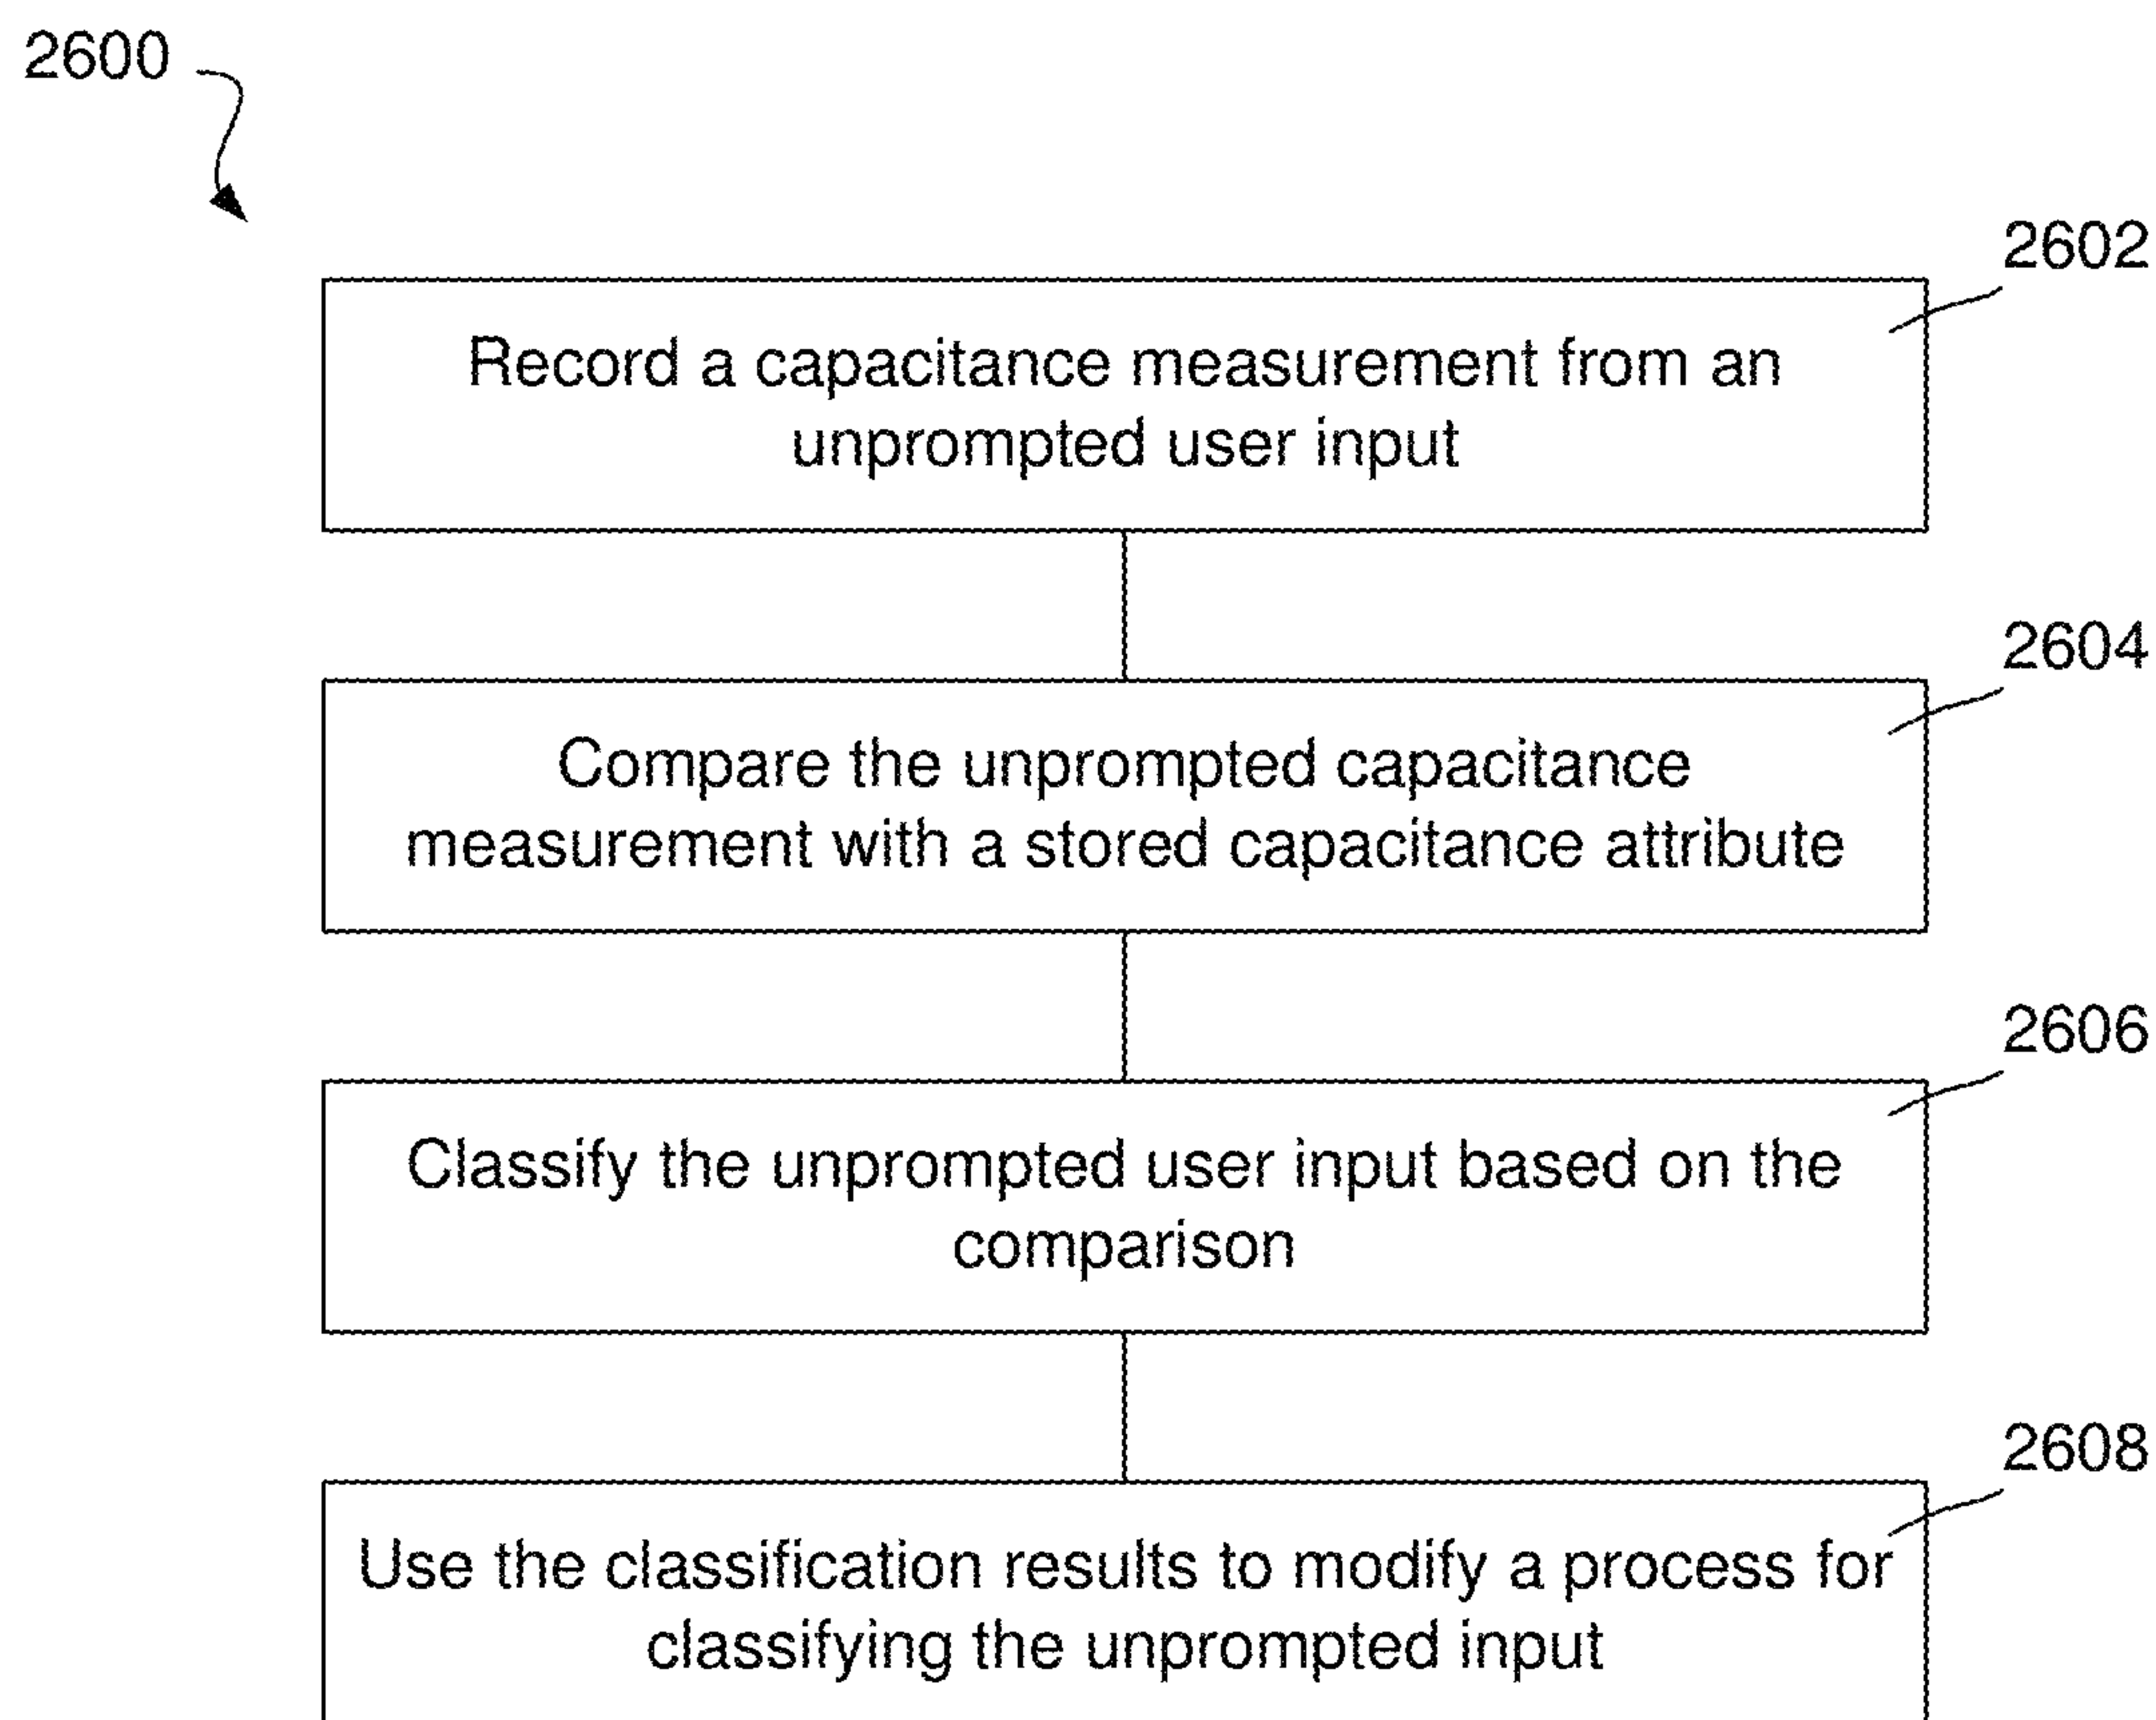 2600
2602
Record a capacitance measurement from an
unprompted user input
2604
Compare the unprompted capacitance
measurement with a stored capacitance attribute
2606
Classify the unprompted user input based on the
comparison
2608
Use the classification results to modify a process for
classifying the unprompted input